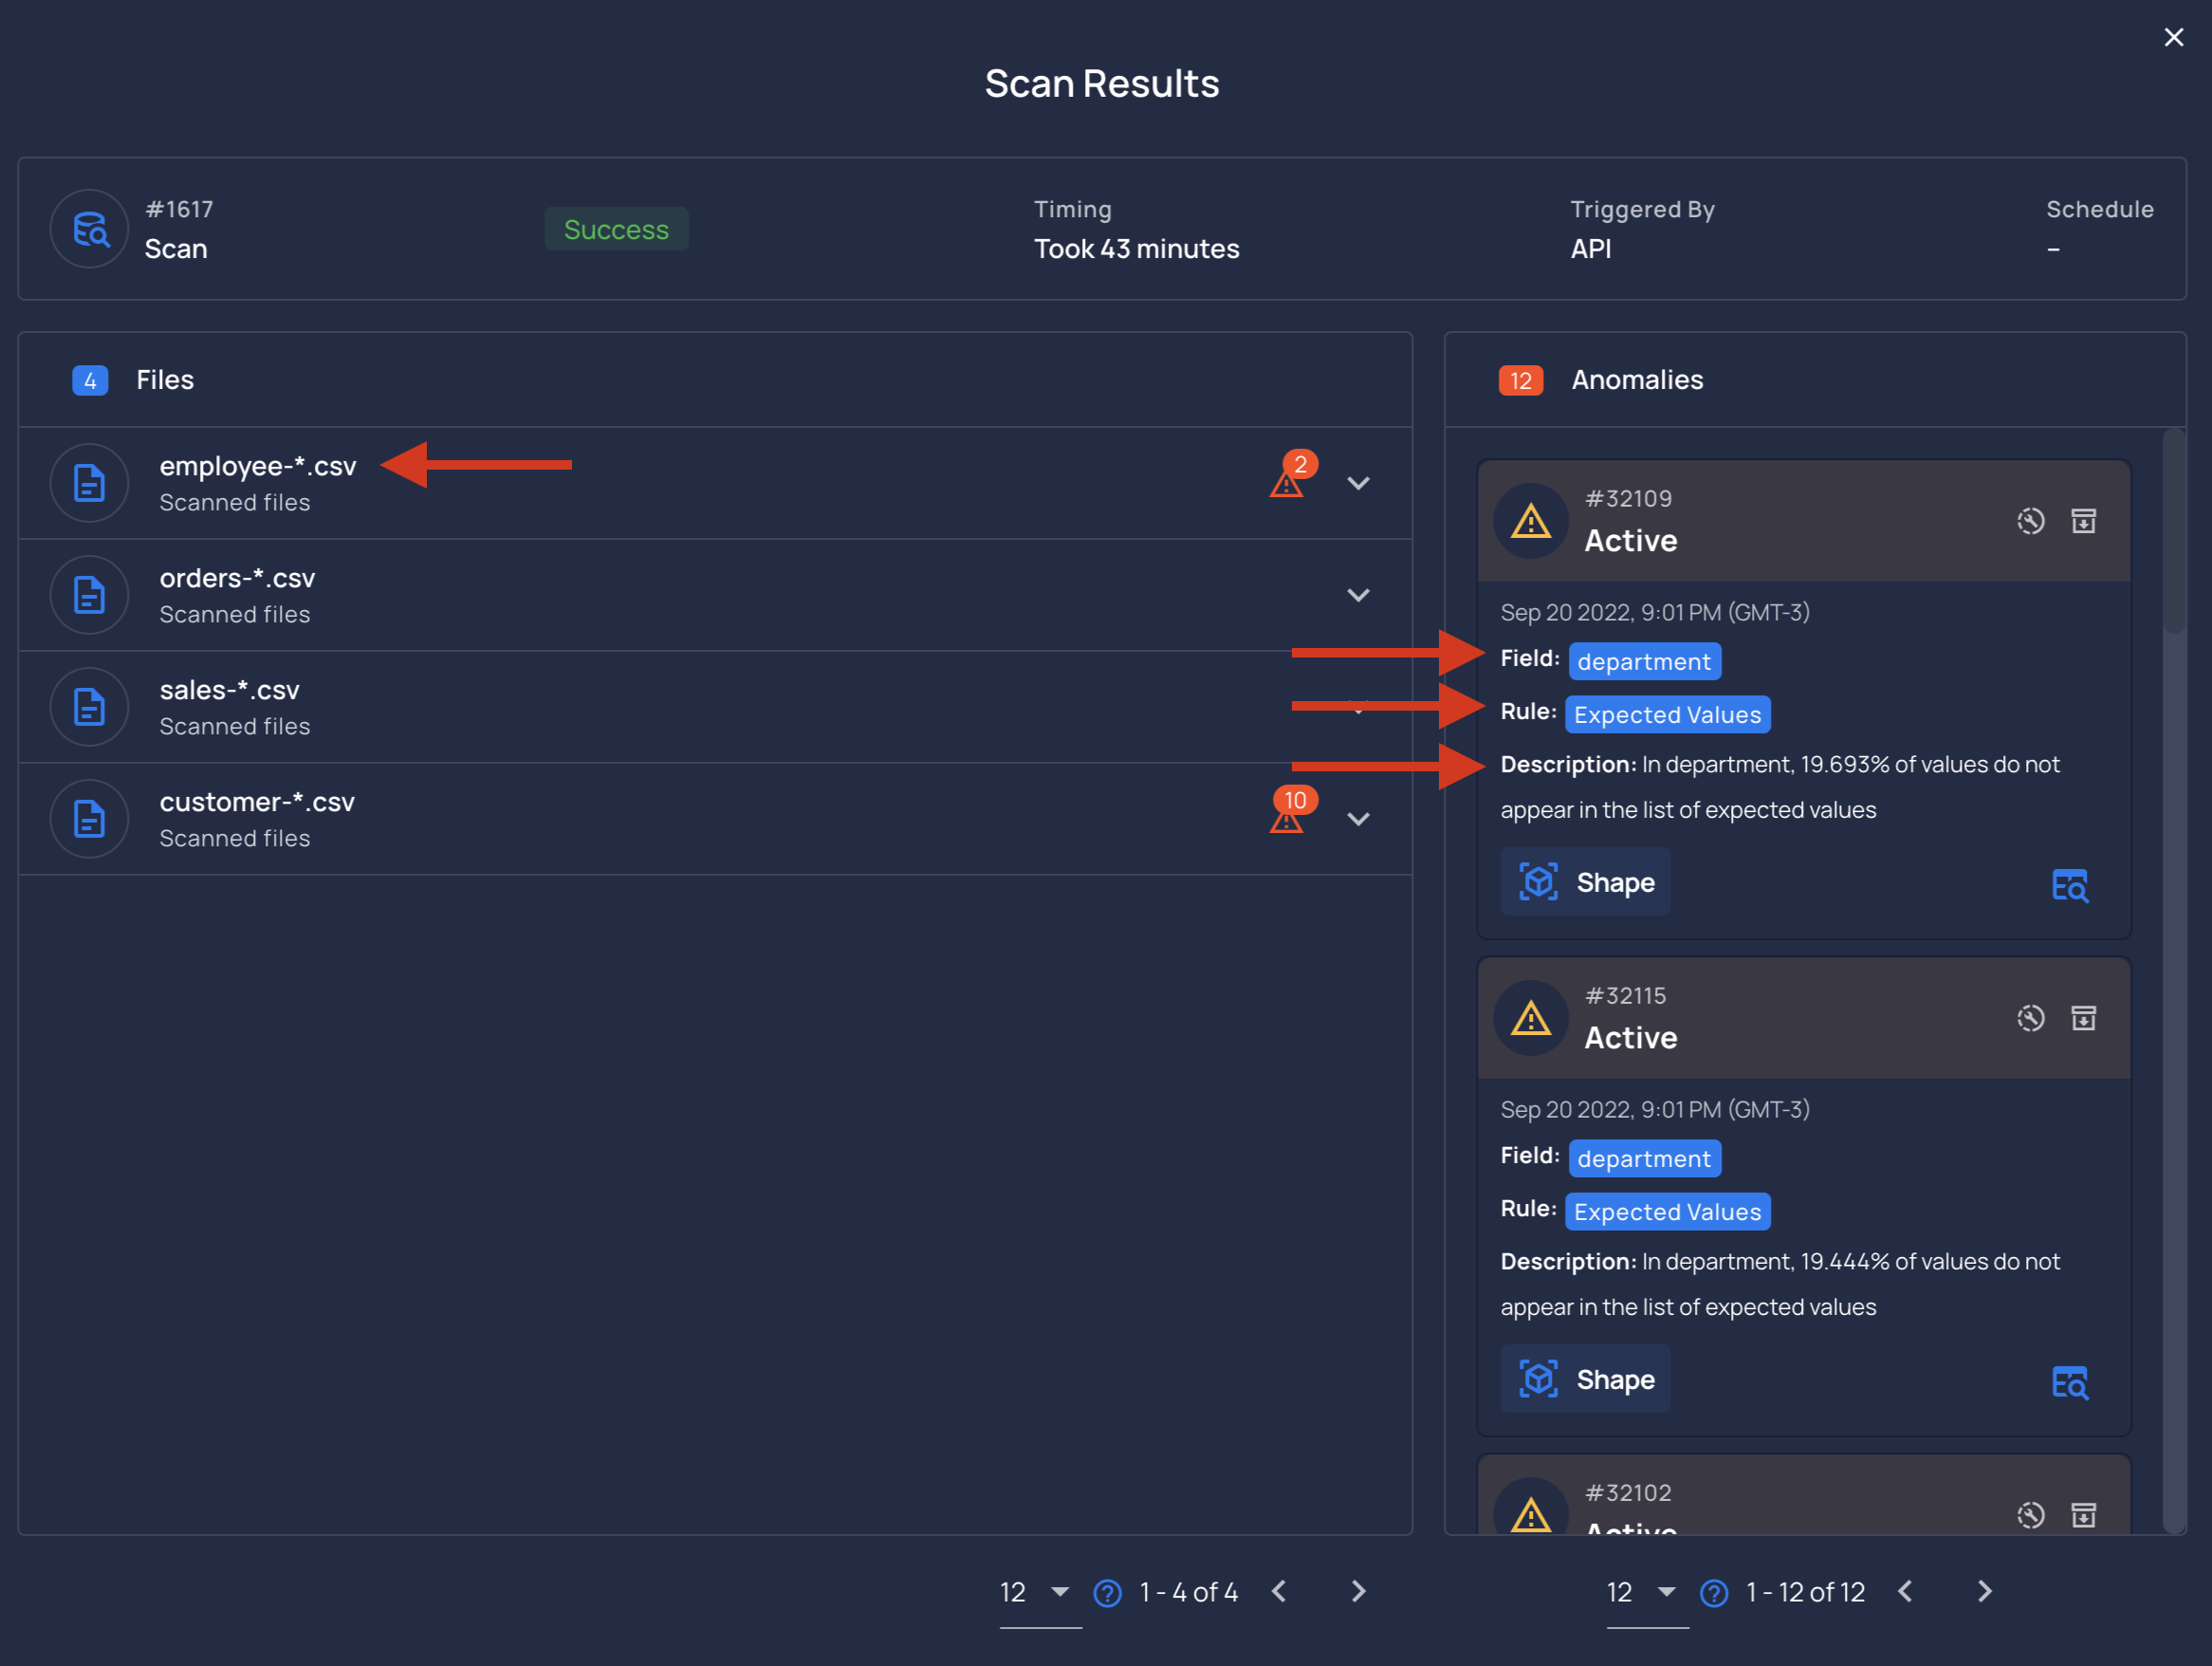 Scan Results
#1617
Scan
Success
Timing
Took 43 minutes
Triggered By
API
Schedule
–
4 Files
employee-*.csv
Scanned files
2
orders-*.csv
Scanned files
sales-*.csv
Scanned files
customer-*.csv
Scanned files
10
12 - 4 of 4
12 Anomalies
#32109
Active
Sep 20 2022, 9:01 PM (GMT-3)
Field: department
Rule: Expected Values
Description: In department, 19.693% of values do not
appear in the list of expected values
Shape
#32115
Active
Sep 20 2022, 9:01 PM (GMT-3)
Field: department
Rule: Expected Values
Description: In department, 19.444% of values do not
appear in the list of expected values
Shape
#32102
Active
12 ? 1 - 12 of 12